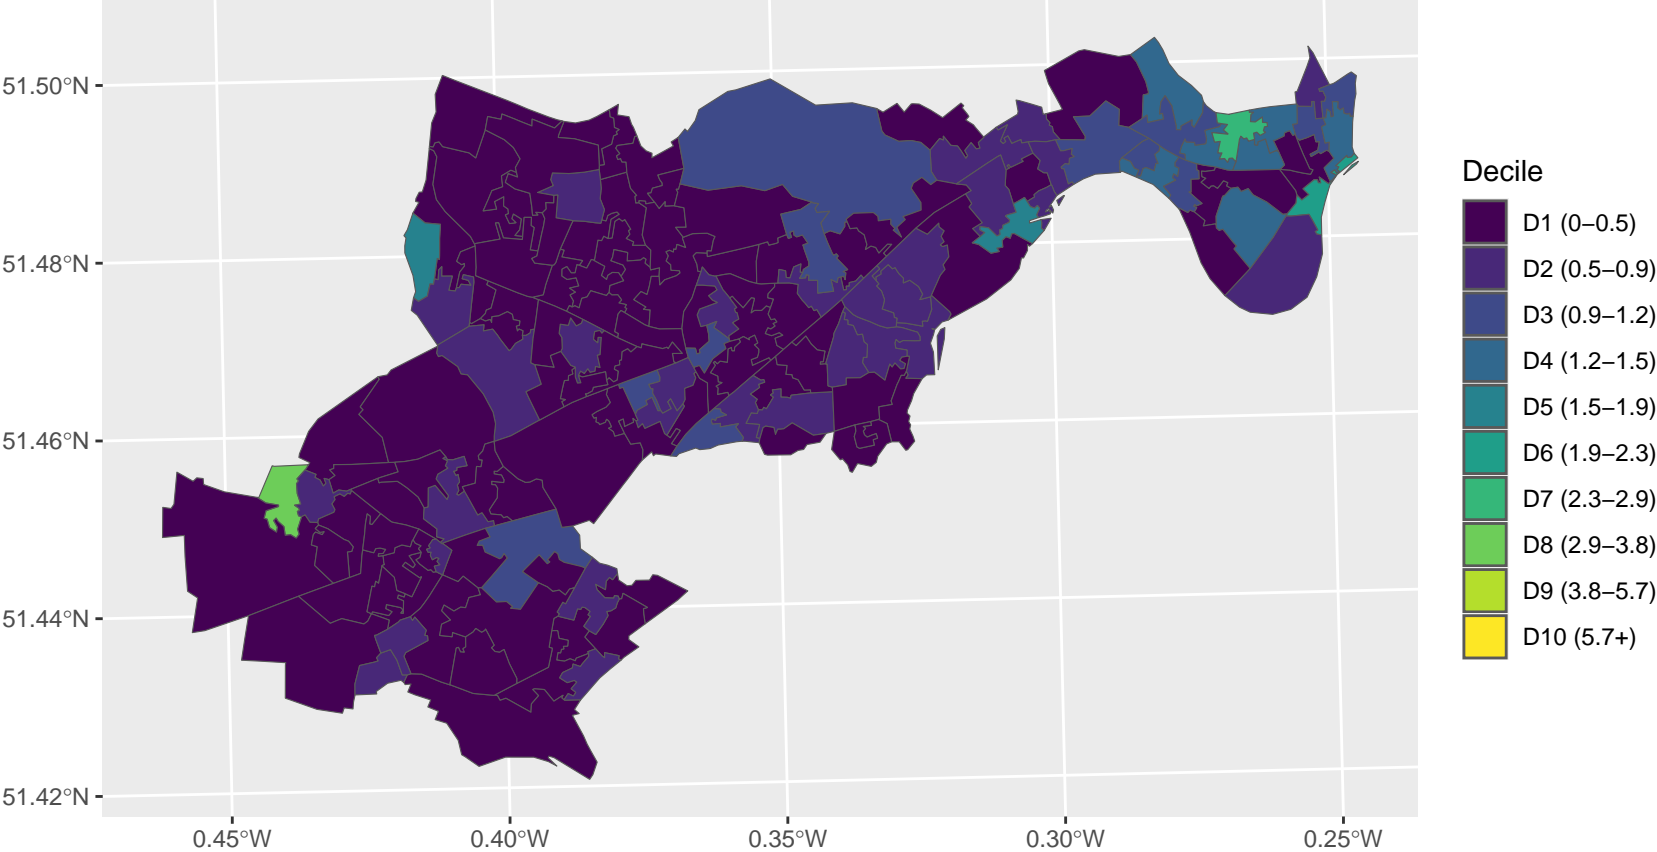 51.50°N
51.48°N
51.46°N
51.44°N
51.42°N
0.45°W
0.40°W
0.35°W
0.30°W
0.25°W
Decile
D1 (0–0.5)
D2 (0.5–0.9)
D3 (0.9–1.2)
D4 (1.2–1.5)
D5 (1.5–1.9)
D6 (1.9–2.3)
D7 (2.3–2.9)
D8 (2.9–3.8)
D9 (3.8–5.7)
D10 (5.7+)